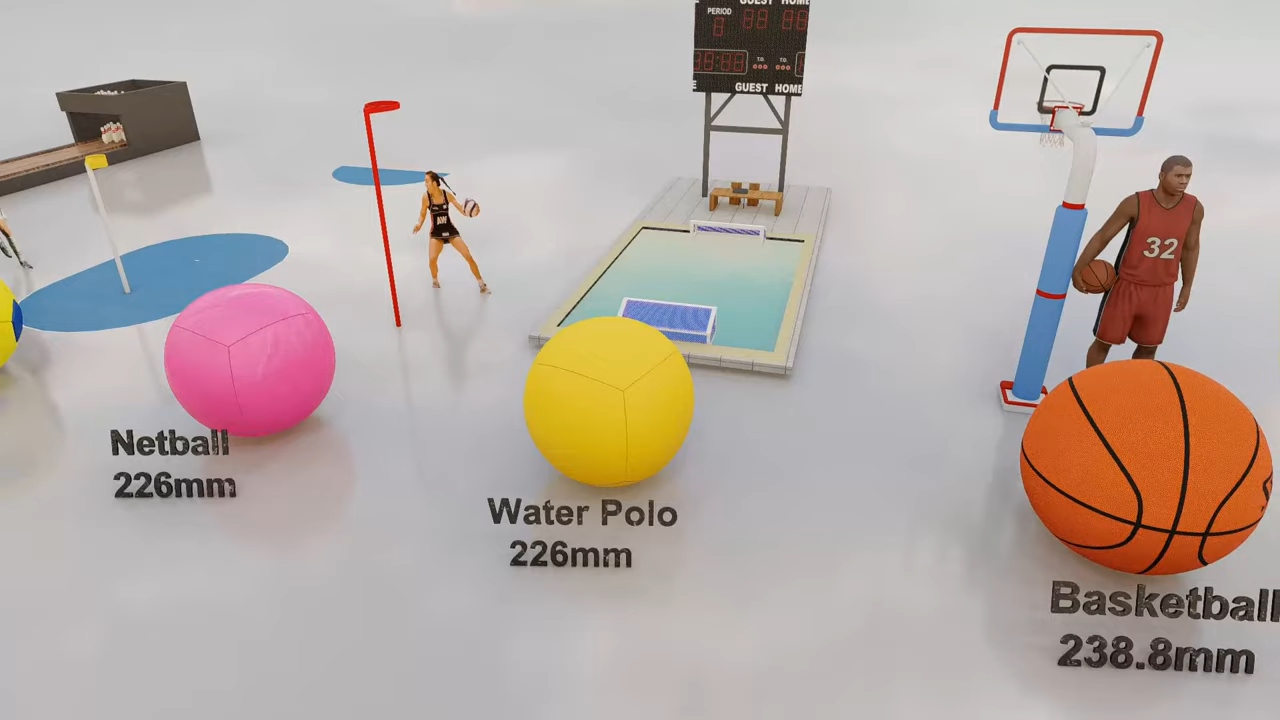 GUEST HOME
PERIOD
T.O. T.O.
GUEST HOME
32
Netball
226mm
Water Polo
226mm
Basketball
238.8mm